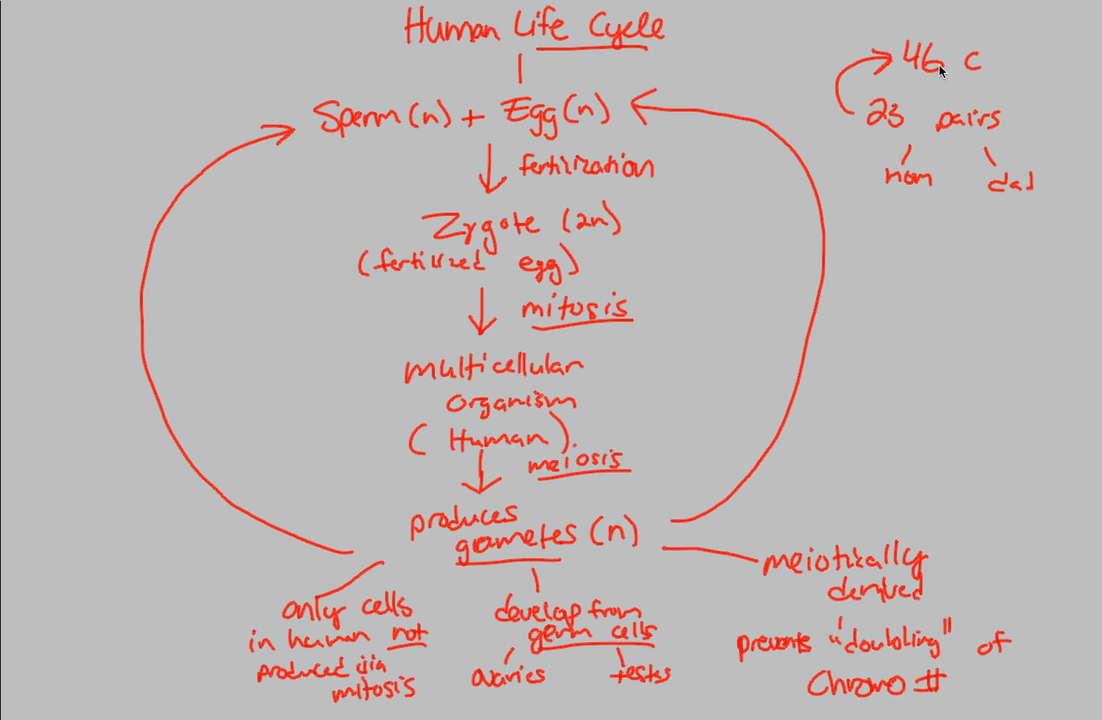 Human Life Cycle
Sperm (n) + Egg (n)
fertilization
Zygote (2n)
(fertilized egg)
mitosis
multicellular
organism
(Human).
meiosis
produces
gametes (n)
only cells
in human not
produced via
mitosis
develop from
germ cells
ovaries testes
meiotically
derived
prevents "doubling" of
Chromo #
46 c
23 pairs
mom dad